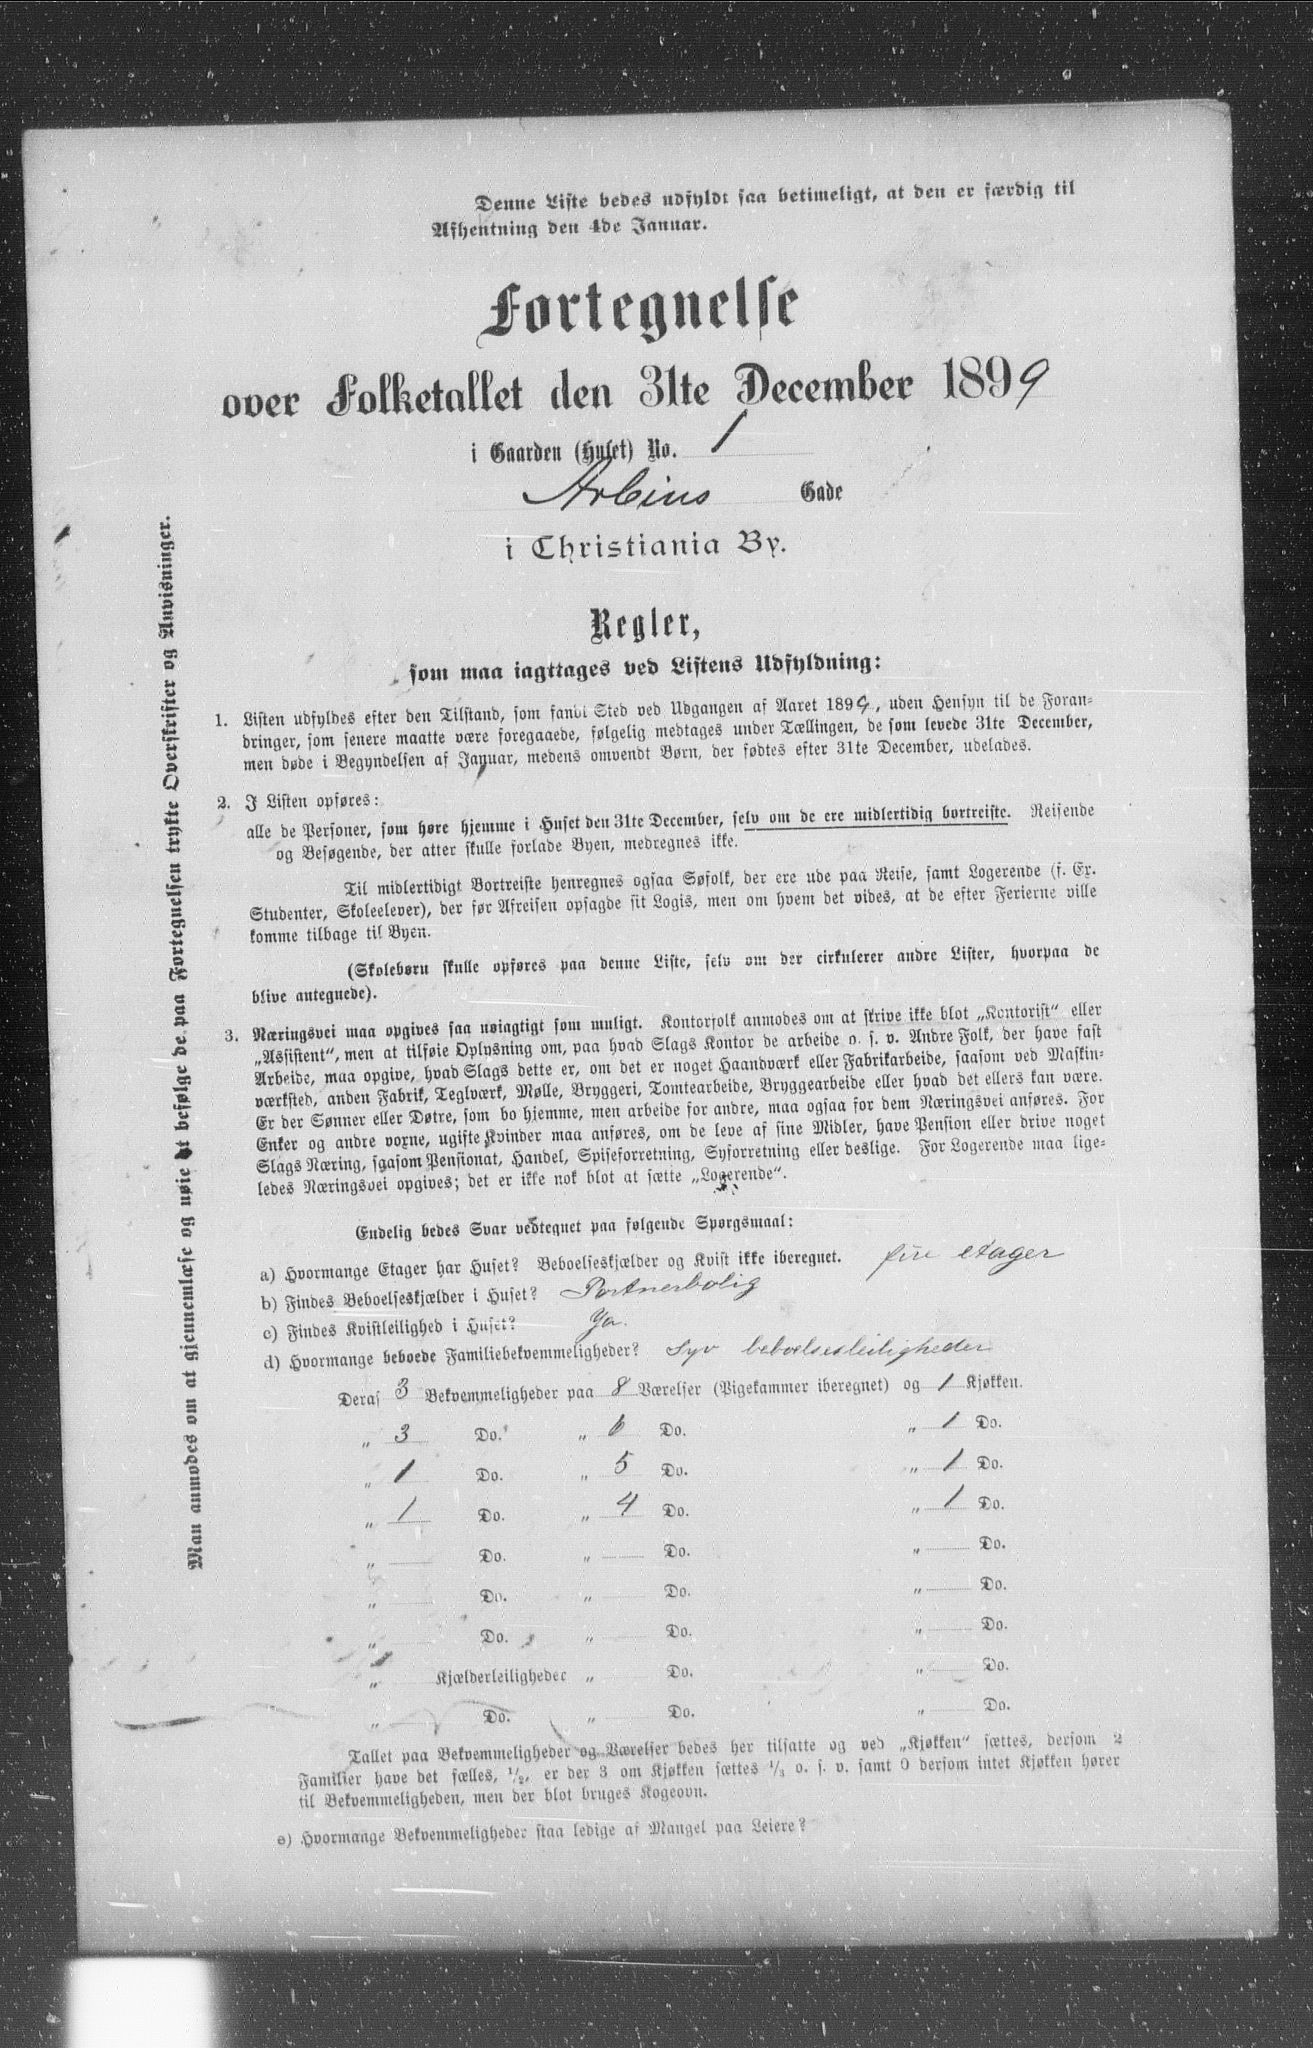 Denne Liste bedes udfyldt saa betimeligt, at den er færdig til
Afhentning den 4de Januar.
Fortegnelse
over Folketallet den 31te December 1899
i Gaarden (Huset) No. 1
Arbins Gade
i Christiania By.
Regler,
som maa iagttages ved Listens Udfyldning:
1. Listen udfyldes efter den Tilstand, som fandt Sted ved Udgangen af Aaret 1899, uden Hensyn til de Foran-
dringer, som senere maatte være foregaaede, følgelig medtages under Tællingen, de som levede 31te December,
men døde i Begyndelsen af Januar, medens omvendt Børn, der fødtes efter 31te December, udelades.
2. I Listen opføres:
alle de Personer, som høre hjemme i Huset den 31te December, selv om de ere midlertidig bortreiste. Reisende
og Besøgende, der atter skulle forlade Byen, medregnes ikke.
Til midlertidigt Bortreiste henregnes ogsaa Søfolk, der ere ude paa Reise, samt Logerende (f. Ex.
Studenter, Skoleelever), der før Afreisen opsagde sit Logis, men om hvem det vides, at de efter Ferierne ville
komme tilbage til Byen.
(Skolebørn skulle opføres paa denne Liste, selv om der cirkulerer andre Lister, hvorpaa de
blive antegnede).
3. Næringsvei maa opgives saa nøiagtigt som muligt. Kontorfolk anmodes om at skrive ikke blot „Kontorist“ eller
„Assistent“, men at tilføie Oplysning om, paa hvad Slags Kontor de arbeide o. s. v. Andre Folk, der have fast
Arbeide, maa opgive, hvad Slags dette er, om det er noget Haandværk eller Fabrikarbeide, saasom ved Maskin-
værksted, anden Fabrik, Teglværk, Mølle, Bryggeri, Tomtearbeide, Bryggearbeide eller hvad det ellers kan være.
Er der Sønner eller Døtre, som bo hjemme, men arbeide for andre, maa ogsaa for dem Næringsvei anføres. For
Enker og andre voxne, ugifte Kvinder maa anføres, om de leve af sine Midler, have Pension eller drive noget
Slags Næring, saasom Pensionat, Handel, Spiseforretning, Syforretning eller deslige. For Logerende maa lige-
ledes Næringsvei opgives; det er ikke nok blot at sætte „Logerende“.
Endelig bedes Svar vedtegnet paa følgende Spørgsmaal:
a) Hvormange Etager har Huset? Beboelseskjælder og Kvist ikke iberegnet. fire etager
b) Findes Beboelseskjælder i Huset? Portnerbolig
c) Findes Kvistleilighed i Huset? Ja.
d) Hvormange beboede Familiebekvemmeligheder? Syv beboelsesleiligheder
Deraf 3 Bekvemmeligheder paa 8 Værelser (Pigekammer iberegnet) og 1 Kjøkken.
„ 3 Do. „ 6 Do. „ 1 Do.
„ 1 Do. „ 5 Do. „ 1 Do.
„ 1 Do. „ 4 Do. „ 1 Do.
„ Do. „ Do. „ Do.
„ Do. „ Do. „ Do.
„ Do. „ Do. „ Do.
„ Kjælderleiligheder „ Do. „ Do.
„ Do. „ Do. „ Do.
Tallet paa Bekvemmeligheder og Værelser bedes her tilsatte og ved „Kjøkken“ sættes, dersom 2
Familier have det fælles, 1/2, er der 3 om Kjøkken sættes 1/3 o. s. v. samt 0 dersom intet Kjøkken hører
til Bekvemmeligheden, men der blot bruges Kogeovn.
e) Hvormange Bekvemmeligheder staa ledige af Mangel paa Leiere?
Man anmodes om at gjennemlæse og nøie at befølge de paa Fortegnelsen trykte Overskrifter og Anvisninger.